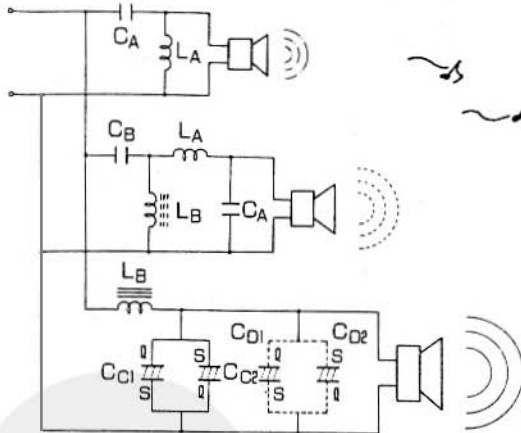 CA
LA
CB LA
LB CA
LB
CD1 CD2
Q S Q S
CC1 CC2
S Q S Q